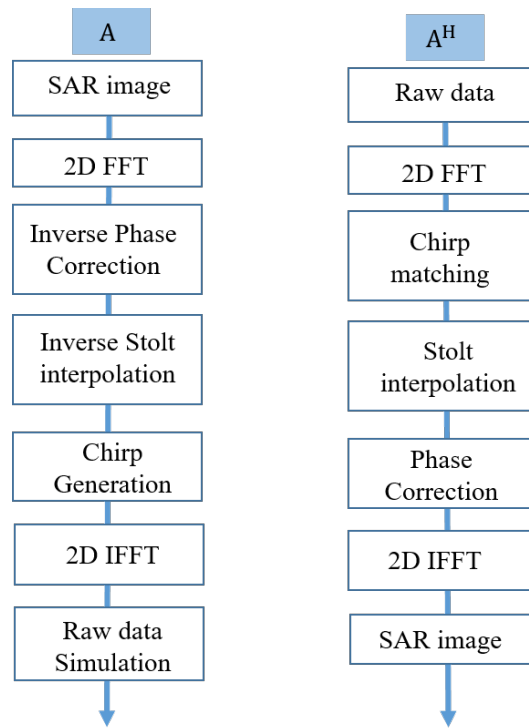 A
SAR image
2D FFT
Inverse Phase
Correction
Inverse Stolt
interpolation
Chirp
Generation
2D IFFT
Raw data
Simulation
A^H
Raw data
2D FFT
Chirp
matching
Stolt
interpolation
Phase
Correction
2D IFFT
SAR image